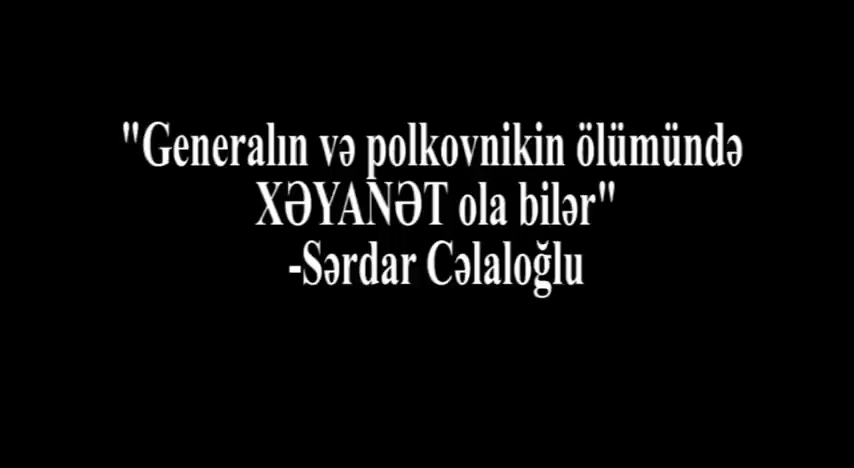 "Generalın və polkovnikin ölümündə
XƏYANƏT ola bilər"
-Sərdar Cəlaloğlu